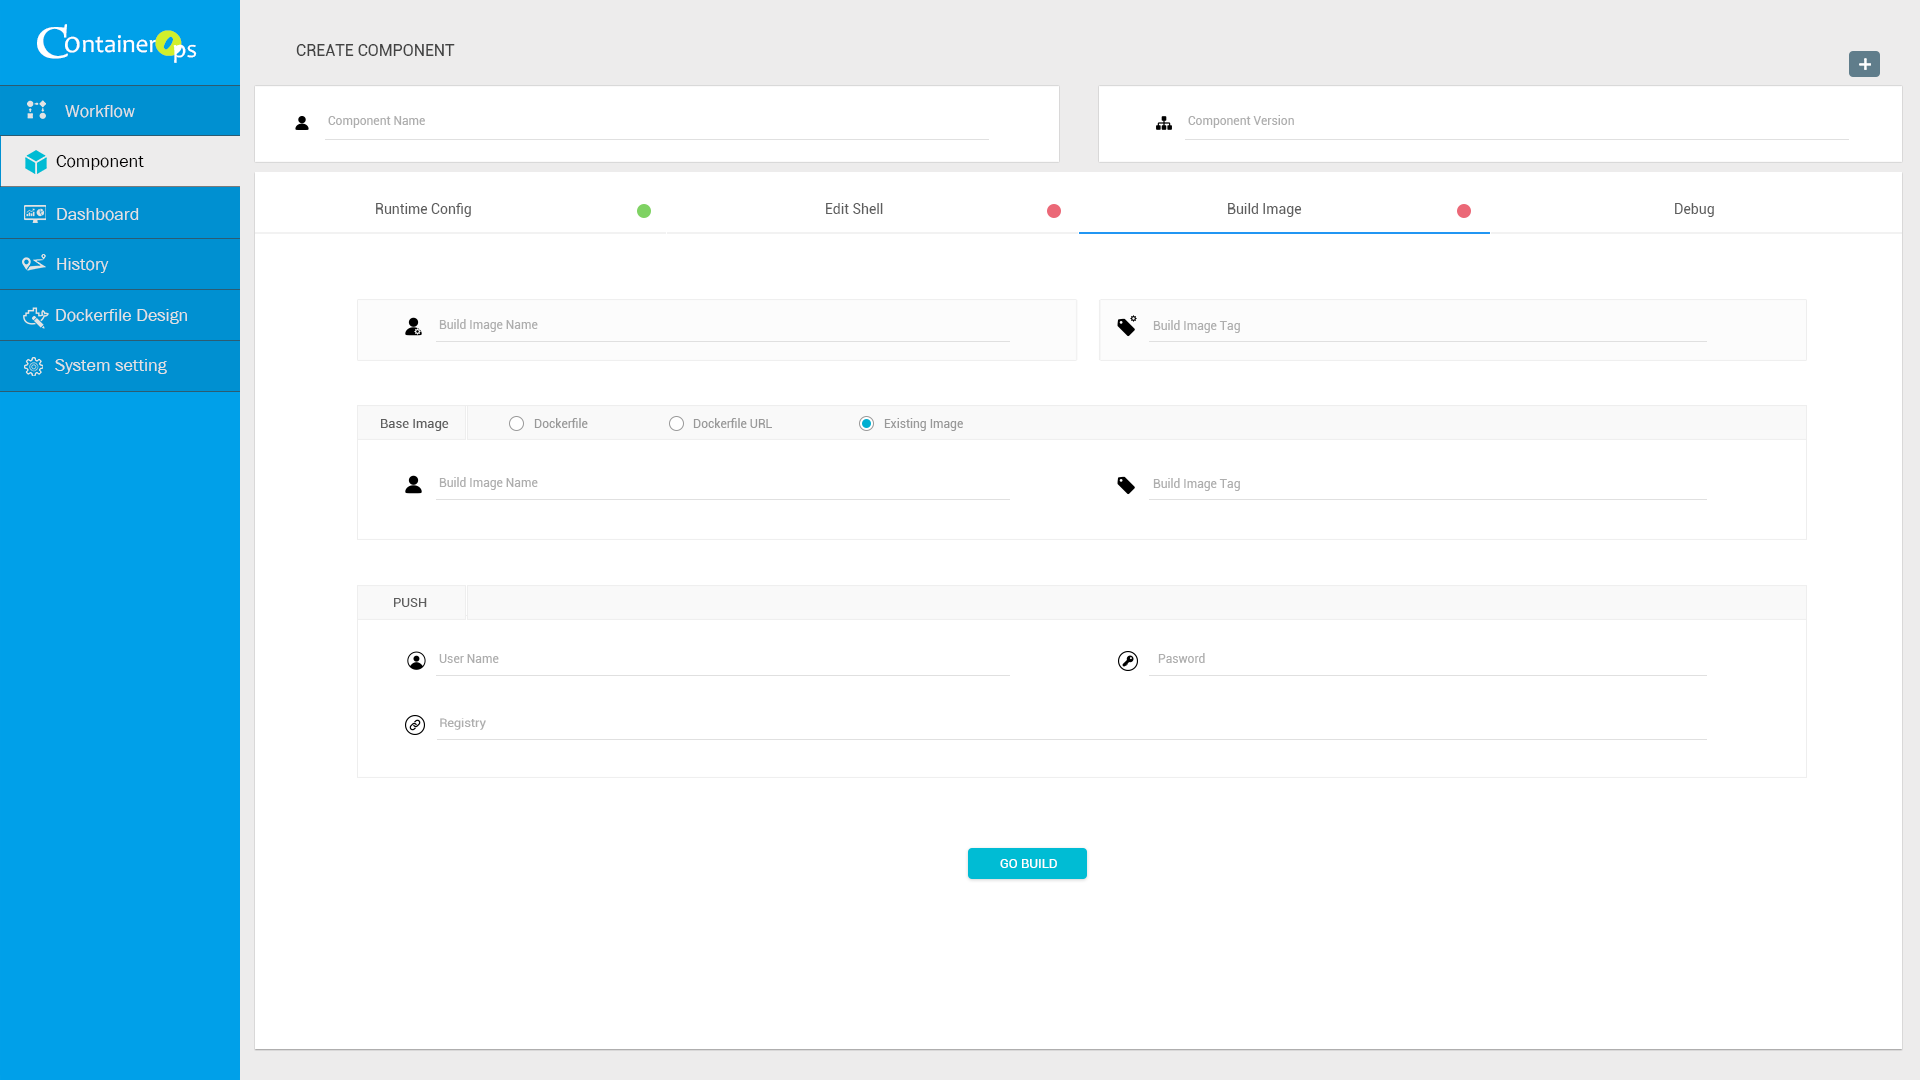 ContainerOps
CREATE COMPONENT
Workflow
Component
Dashboard
History
Dockerfile Design
System setting
Component Name
Component Version
Runtime Config
Edit Shell
Build Image
Debug
Build Image Name
Build Image Tag
Base Image
Dockerfile
Dockerfile URL
Existing Image
Build Image Name
Build Image Tag
PUSH
User Name
Pasword
Registry
GO BUILD